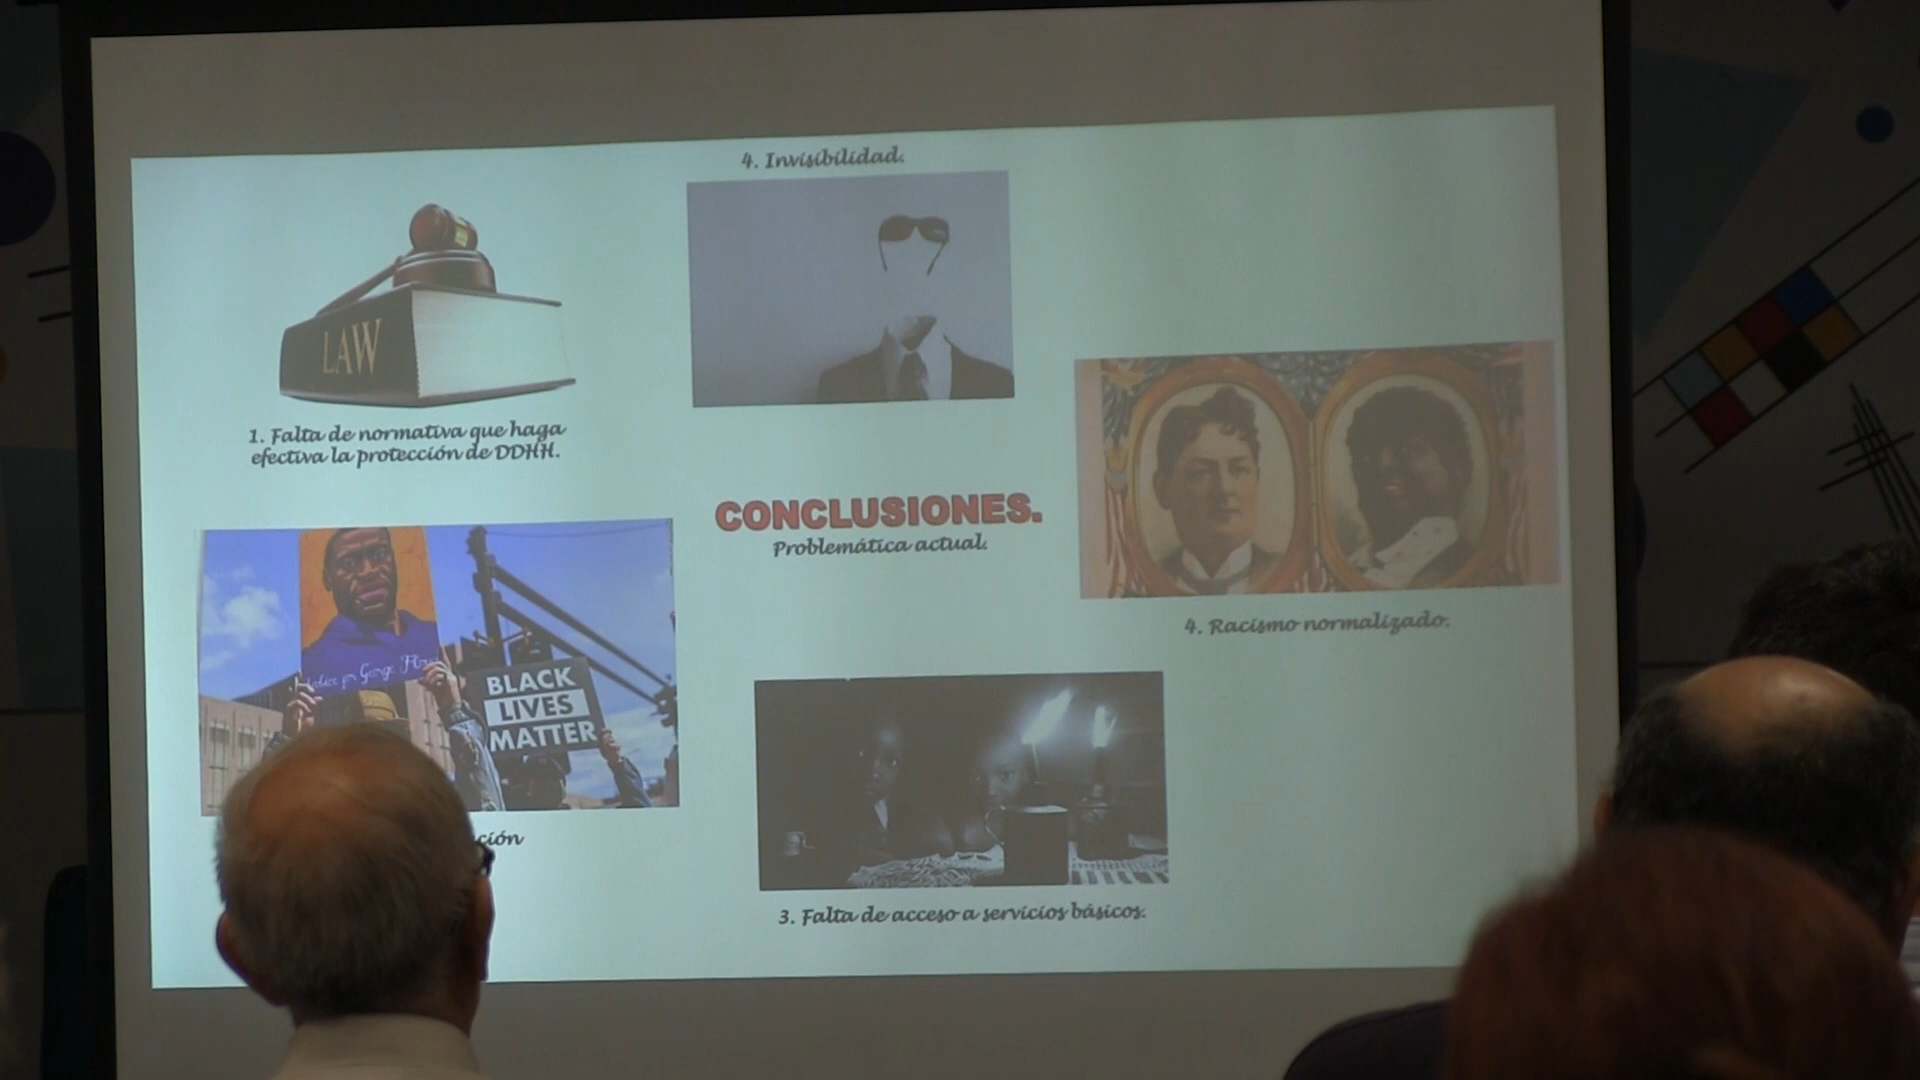 4. Invisibilidad.
LAW
1. Falta de normativa que haga
efectiva la protección de DDHH.
CONCLUSIONES.
Problemática actual.
4. Racismo normalizado.
BLACK
LIVES
MATTER
ción
3. Falta de acceso a servicios básicos.